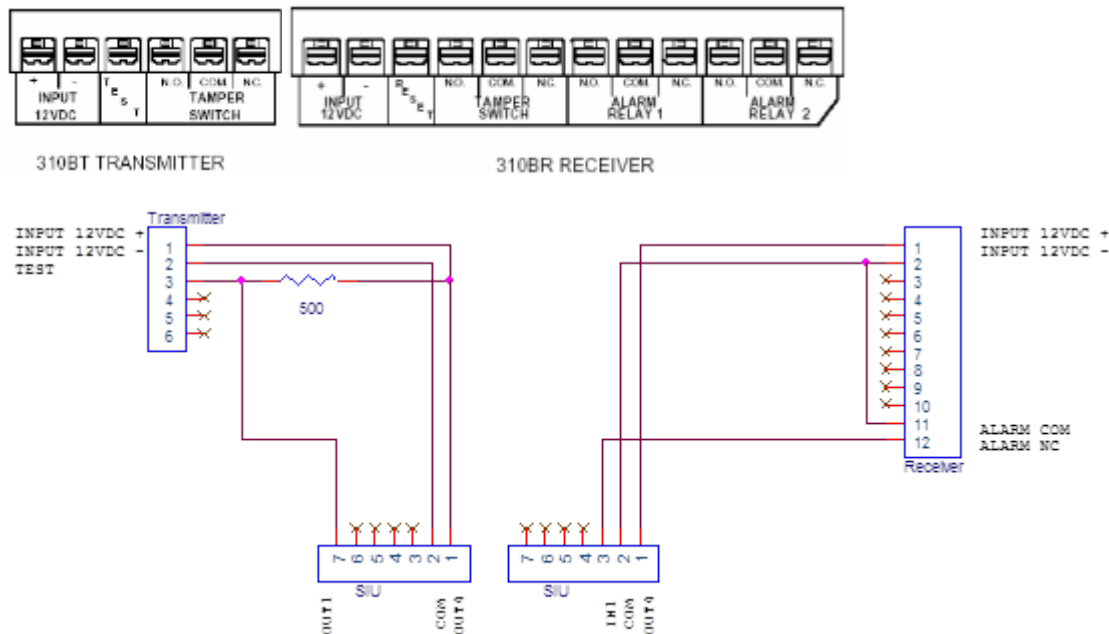 + - TEST N.O. COM. N.C.
INPUT 12VDC TAMPER SWITCH
+ - RESET N.O. COM. N.C. N.O. COM. N.C. N.O. COM. N.C.
INPUT 12VDC TAMPER SWITCH ALARM RELAY 1 ALARM RELAY 2
310BT TRANSMITTER
310BR RECEIVER
Transmitter
INPUT 12VDC +
INPUT 12VDC -
TEST
1
2
3
4
5
6
500
INPUT 12VDC +
INPUT 12VDC -
1
2
3
4
5
6
7
8
9
10
11
12
ALARM COM
ALARM NC
Receiver
7 6 5 4 3 2 1
SIU
OUT1 COM OUT4
7 6 5 4 3 2 1
SIU
IN1 COM OUT4